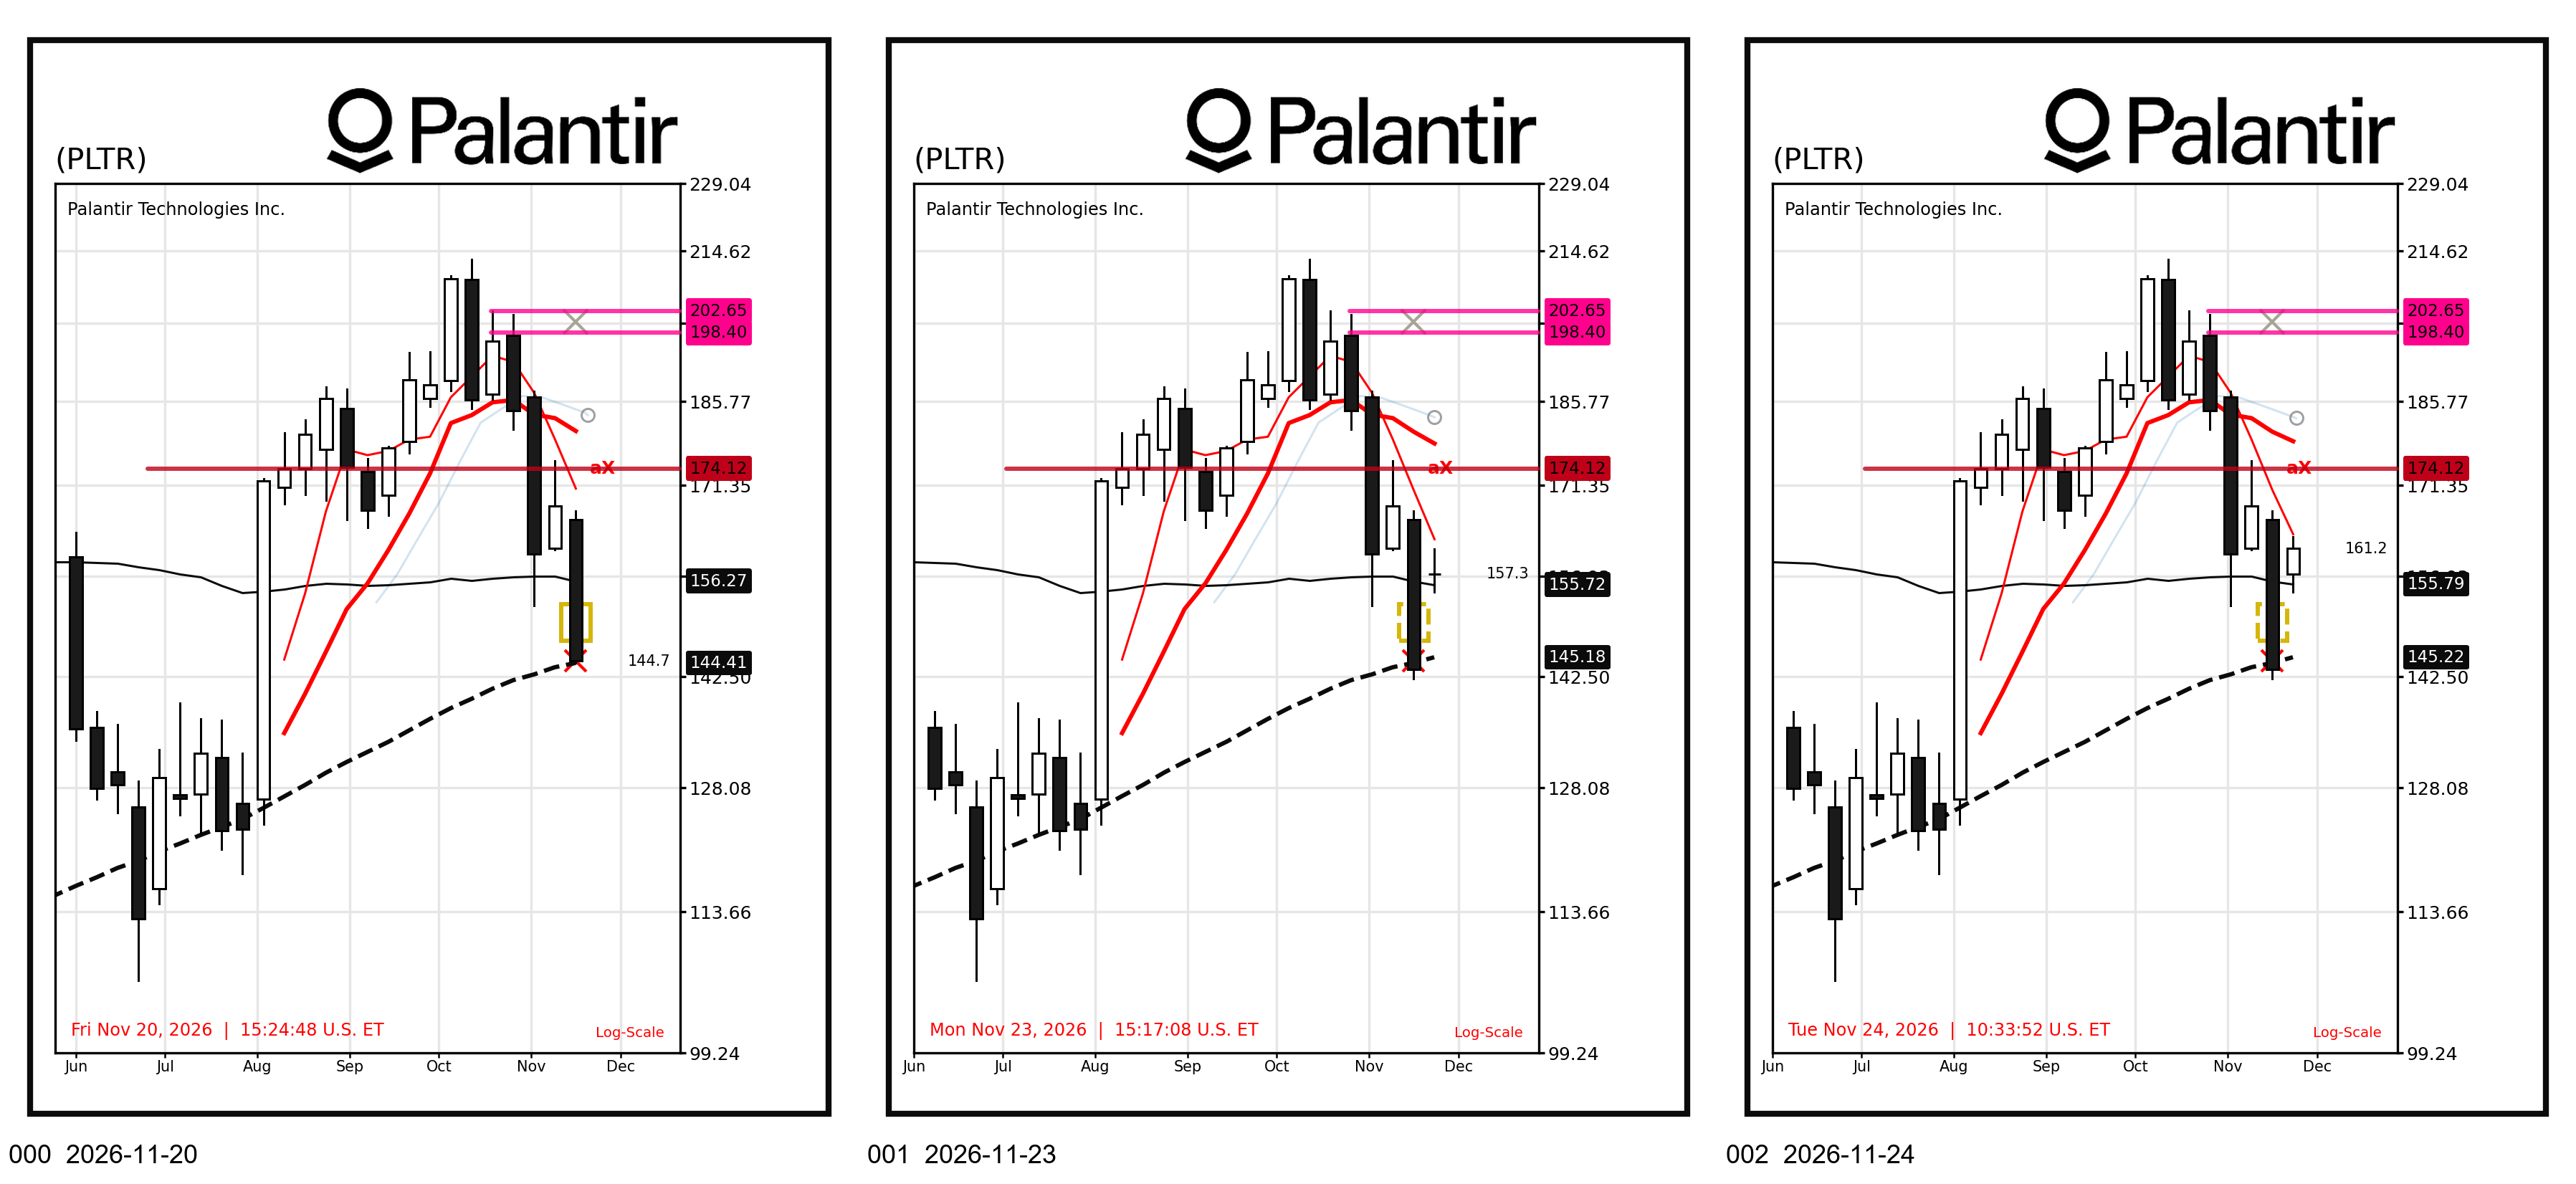 Palantir
(PLTR)
Palantir Technologies Inc.
229.04
214.62
202.65
198.40
185.77
174.12
171.35
156.27
144.7
144.41
142.50
128.08
113.66
99.24
aX
Fri Nov 20, 2026 | 15:24:48 U.S. ET
Log-Scale
Jun Jul Aug Sep Oct Nov Dec
000 2026-11-20
Palantir
(PLTR)
Palantir Technologies Inc.
229.04
214.62
202.65
198.40
185.77
174.12
171.35
157.3
155.72
145.18
142.50
128.08
113.66
99.24
aX
Mon Nov 23, 2026 | 15:17:08 U.S. ET
Log-Scale
Jun Jul Aug Sep Oct Nov Dec
001 2026-11-23
Palantir
(PLTR)
Palantir Technologies Inc.
229.04
214.62
202.65
198.40
185.77
174.12
171.35
161.2
155.79
145.22
142.50
128.08
113.66
99.24
aX
Tue Nov 24, 2026 | 10:33:52 U.S. ET
Log-Scale
Jun Jul Aug Sep Oct Nov Dec
002 2026-11-24